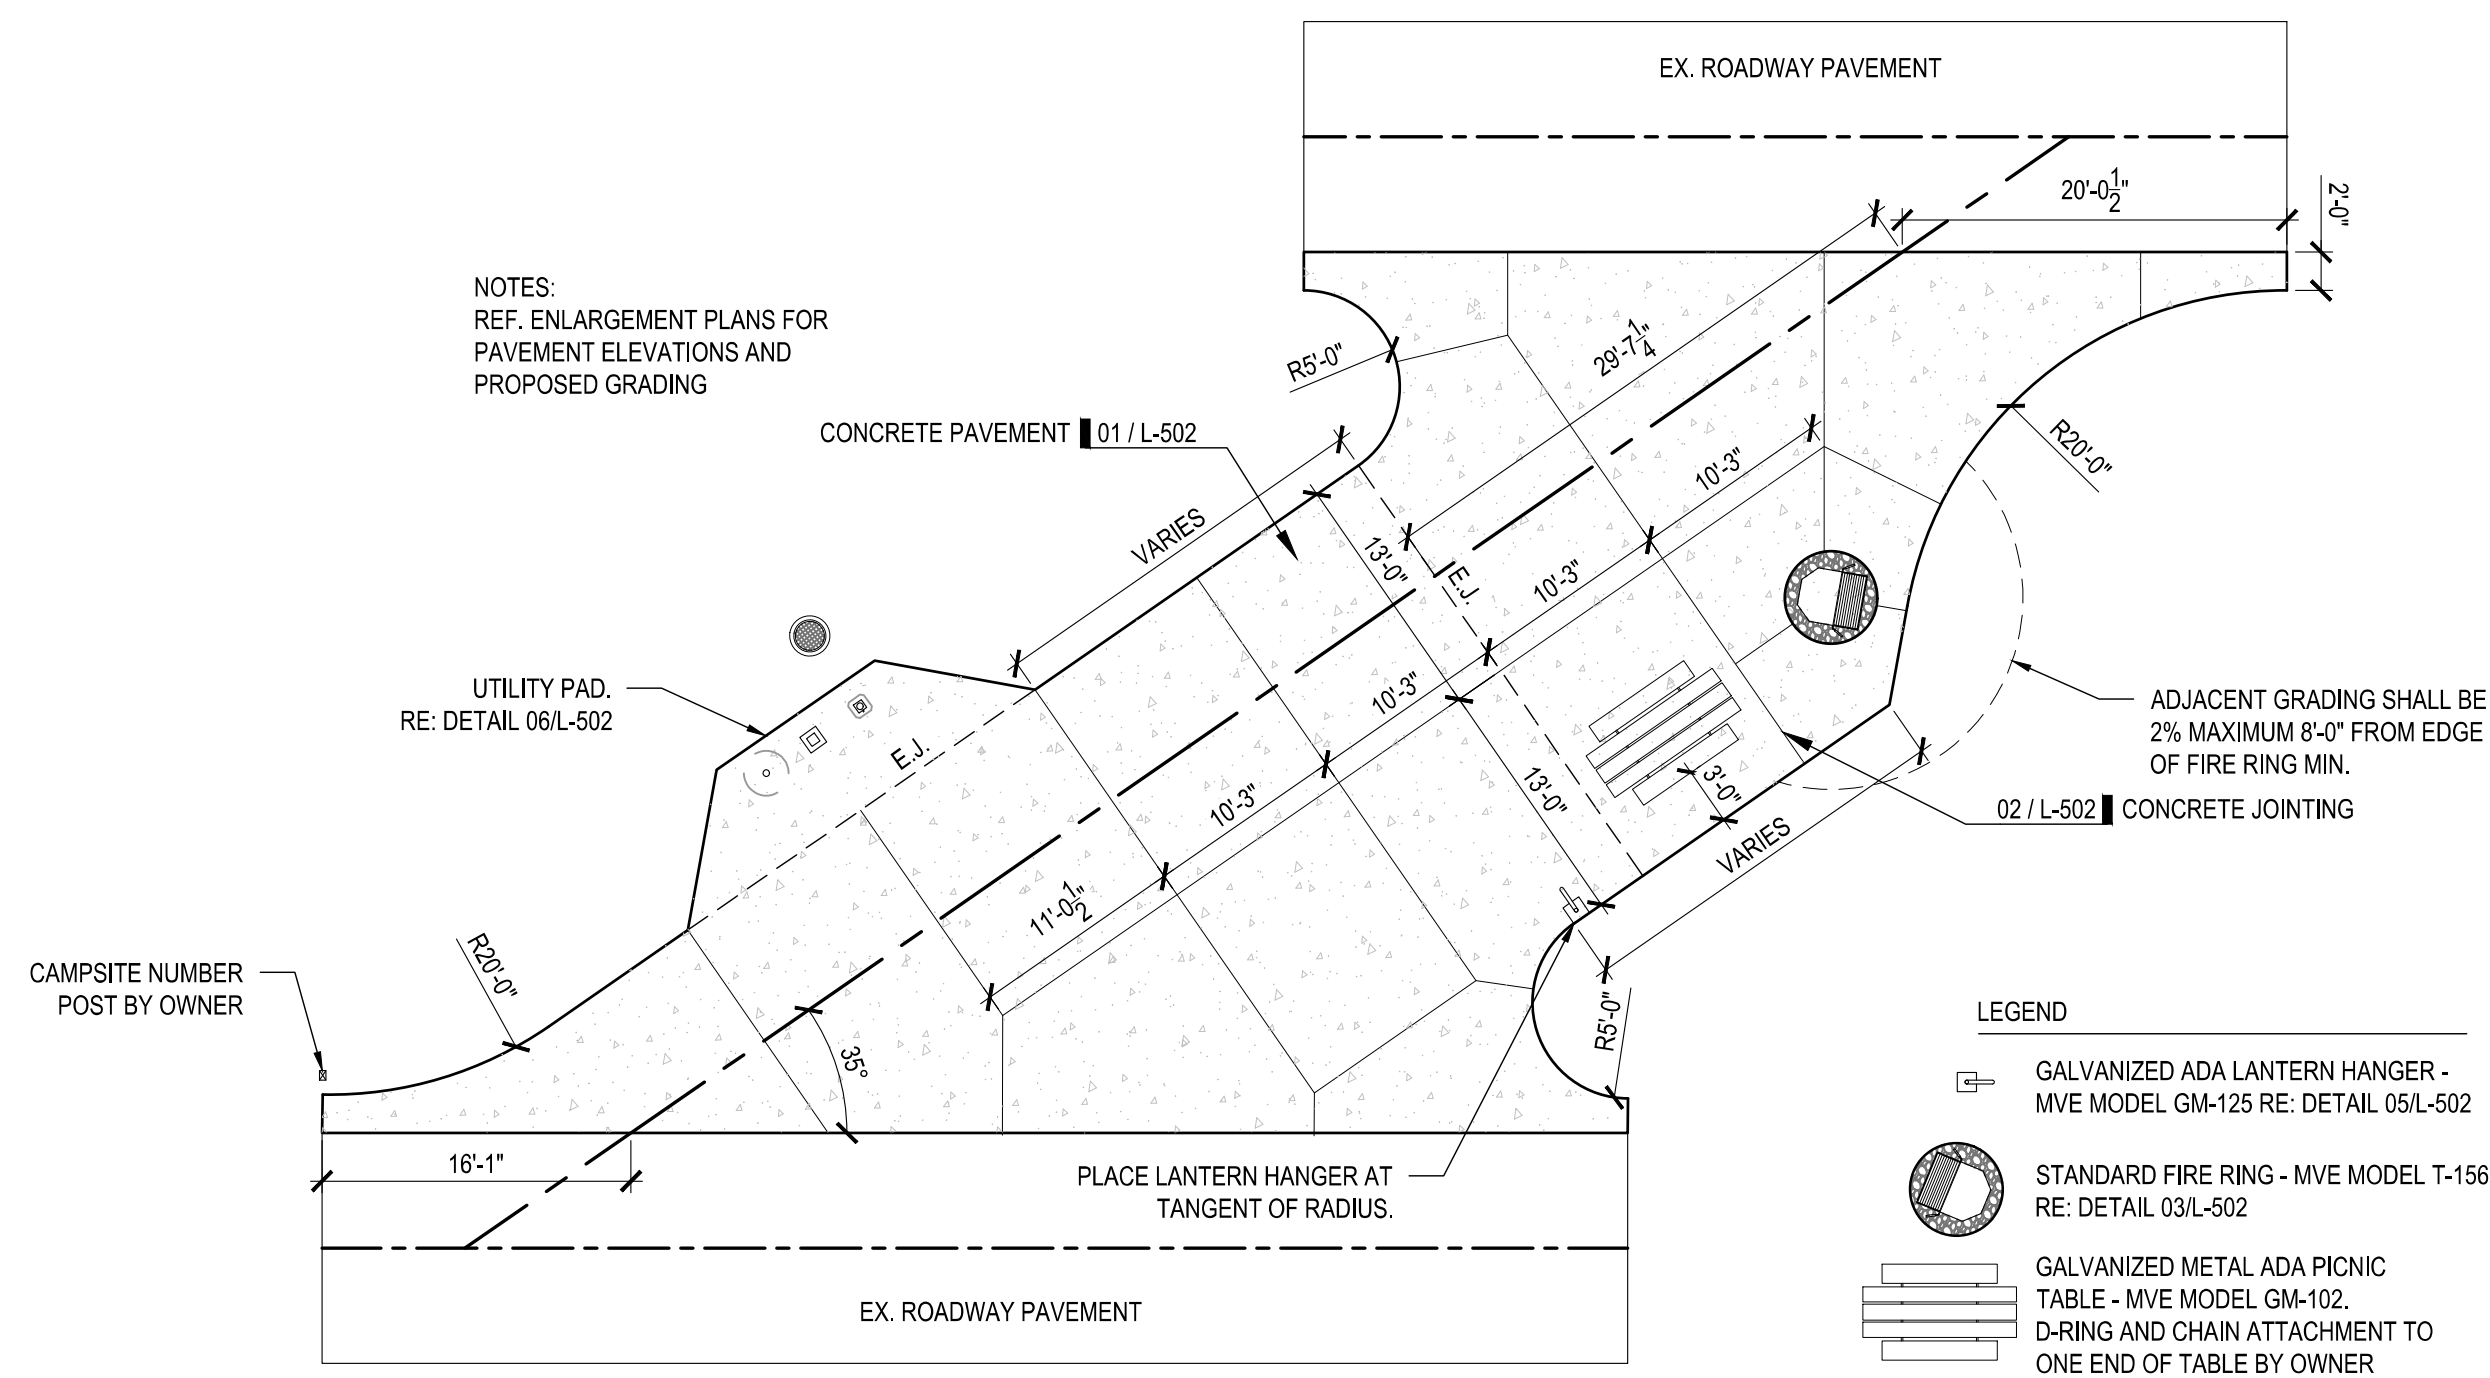 EX. ROADWAY PAVEMENT
20'-0 1/2"
2'-0"
NOTES:
REF. ENLARGEMENT PLANS FOR
PAVEMENT ELEVATIONS AND
PROPOSED GRADING
R5'-0"
29'-7 1/4"
CONCRETE PAVEMENT 01 / L-502
R20'-0"
10'-3"
VARIES
13'-0"
E.J.
10'-3"
UTILITY PAD.
RE: DETAIL 06/L-502
10'-3"
E.J.
ADJACENT GRADING SHALL BE
2% MAXIMUM 8'-0" FROM EDGE
OF FIRE RING MIN.
10'-3"
13'-0"
3'-0"
02 / L-502 CONCRETE JOINTING
VARIES
11'-0 1/2"
CAMPSITE NUMBER
POST BY OWNER
R20'-0"
35°
R5'-0"
16'-1"
PLACE LANTERN HANGER AT
TANGENT OF RADIUS.
EX. ROADWAY PAVEMENT
LEGEND
GALVANIZED ADA LANTERN HANGER -
MVE MODEL GM-125 RE: DETAIL 05/L-502
STANDARD FIRE RING - MVE MODEL T-156
RE: DETAIL 03/L-502
GALVANIZED METAL ADA PICNIC
TABLE - MVE MODEL GM-102.
D-RING AND CHAIN ATTACHMENT TO
ONE END OF TABLE BY OWNER